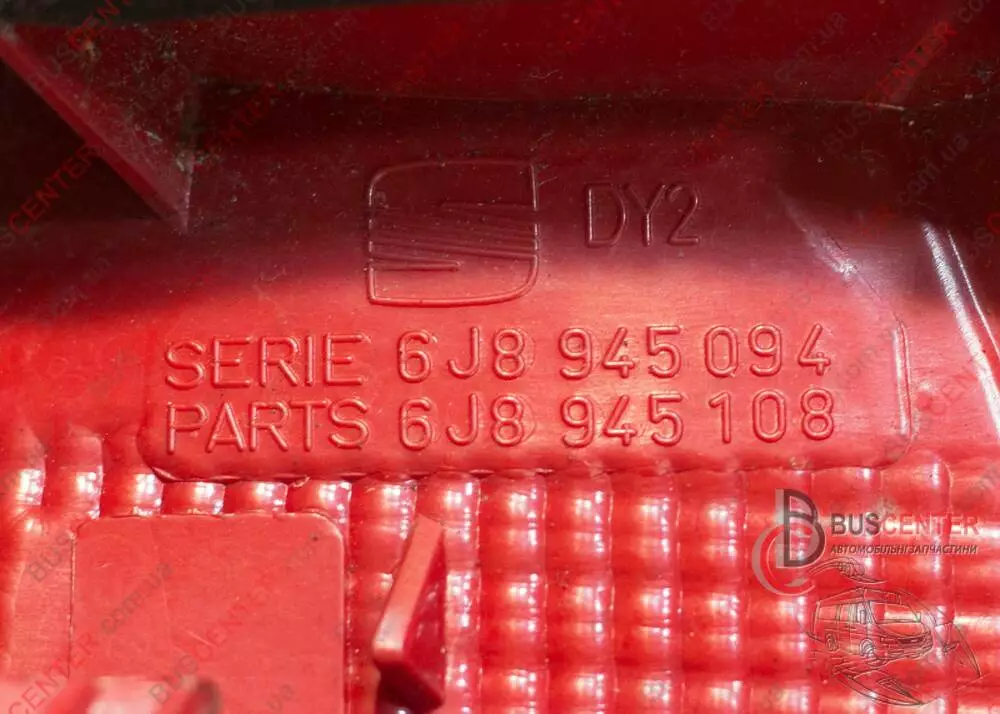 DY2
SERIE 6J8 945 094
PARTS 6J8 945 108
BUSCENTER
АВТОМОБІЛЬНІ ЗАПЧАСТИНИ